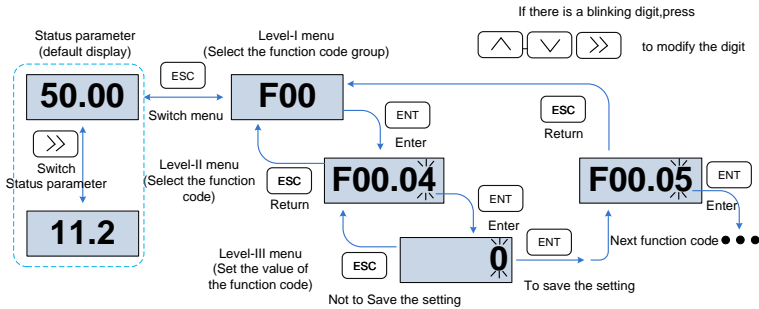 If there is a blinking digit,press
to modify the digit
Status parameter
(default display)
Level-I menu
(Select the function code group)
ESC
50.00
F00
Switch menu
ENT
Enter
ESC
Return
Switch
Status parameter
Level-II menu
(Select the function
code)
ESC
Return
F00.04
ENT
Enter
F00.05
ENT
Enter
11.2
Level-III menu
(Set the value of
the function code)
ESC
0
ENT
Next function code
Not to Save the setting
To save the setting